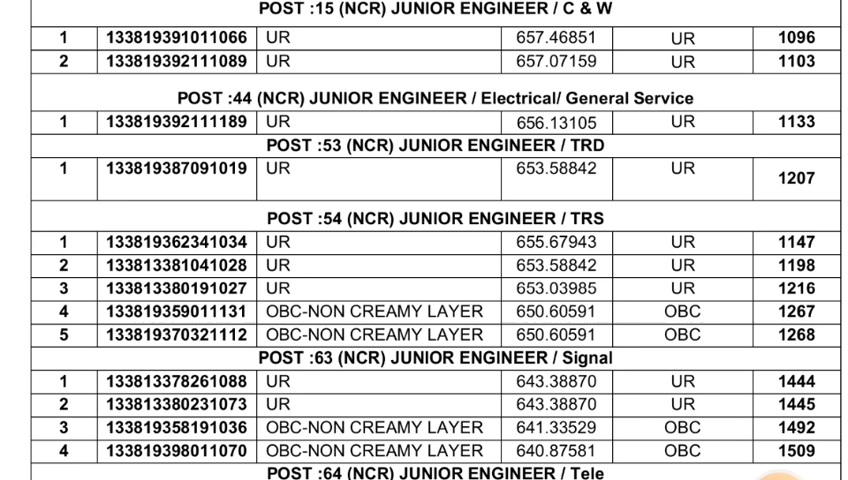 POST :15 (NCR) JUNIOR ENGINEER / C & W
1 133819391011066 UR 657.46851 UR 1096
2 133819392111089 UR 657.07159 UR 1103
POST :44 (NCR) JUNIOR ENGINEER / Electrical/ General Service
1 133819392111189 UR 656.13105 UR 1133
POST :53 (NCR) JUNIOR ENGINEER / TRD
1 133819387091019 UR 653.58842 UR 1207
POST :54 (NCR) JUNIOR ENGINEER / TRS
1 133819362341034 UR 655.67943 UR 1147
2 133813381041028 UR 653.58842 UR 1198
3 133813380191027 UR 653.03985 UR 1216
4 133819359011131 OBC-NON CREAMY LAYER 650.60591 OBC 1267
5 133819370321112 OBC-NON CREAMY LAYER 650.60591 OBC 1268
POST :63 (NCR) JUNIOR ENGINEER / Signal
1 133813378261088 UR 643.38870 UR 1444
2 133813380231073 UR 643.38870 UR 1445
3 133819358191036 OBC-NON CREAMY LAYER 641.33529 OBC 1492
4 133819398011070 OBC-NON CREAMY LAYER 640.87581 OBC 1509
POST :64 (NCR) JUNIOR ENGINEER / Tele